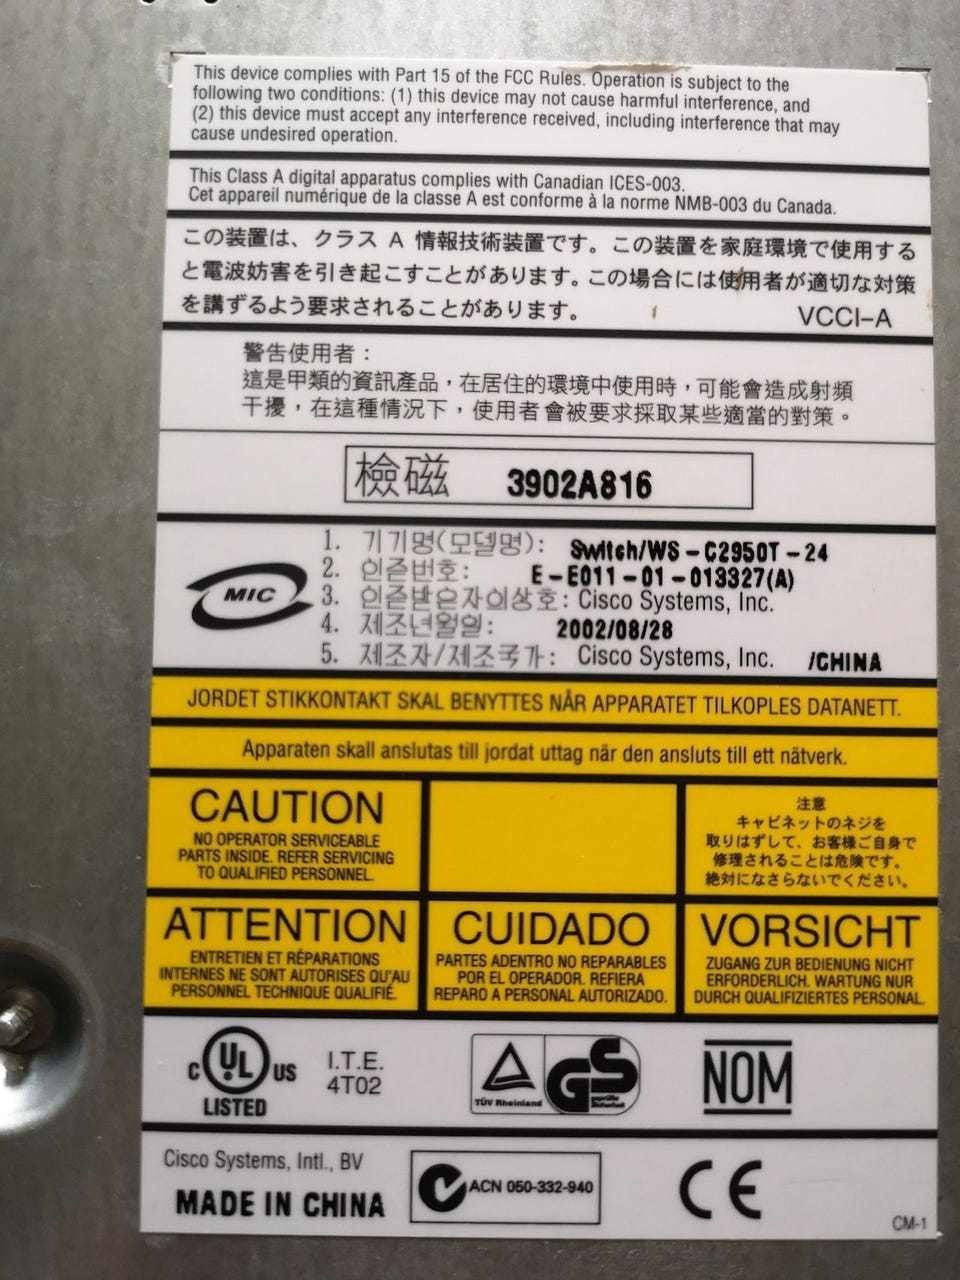 This device complies with Part 15 of the FCC Rules. Operation is subject to the
following two conditions: (1) this device may not cause harmful interference, and
(2) this device must accept any interference received, including interference that may
cause undesired operation.
This Class A digital apparatus complies with Canadian ICES-003.
Cet appareil numérique de la classe A est conforme à la norme NMB-003 du Canada.
この装置は、クラス A 情報技術装置です。この装置を家庭環境で使用する
と電波妨害を引き起こすことがあります。この場合には使用者が適切な対策
を講ずるよう要求されることがあります。 VCCI-A
警告使用者：
這是甲類的資訊產品，在居住的環境中使用時，可能會造成射頻
干擾，在這種情況下，使用者會被要求採取某些適當的對策。
檢磁 3902A816
MIC
1. 기기명(모델명): Switch/WS-C2950T-24
2. 인증번호: E-E011-01-013327(A)
3. 인증받은자의상호: Cisco Systems, Inc.
4. 제조년월일: 2002/08/28
5. 제조자/제조국가: Cisco Systems, Inc. /CHINA
JORDET STIKKONTAKT SKAL BENYTTES NÅR APPARATET TILKOPLES DATANETT.
Apparaten skall anslutas till jordat uttag när den ansluts till ett nätverk.
CAUTION
NO OPERATOR SERVICEABLE
PARTS INSIDE. REFER SERVICING
TO QUALIFIED PERSONNEL.
注意
キャビネットのネジを
取りはずして、お客様ご自身で
修理されることは危険です。
絶対になさらないでください。
ATTENTION
ENTRETIEN ET RÉPARATIONS
INTERNES NE SONT AUTORISES QU'AU
PERSONNEL TECHNIQUE QUALIFIÉ.
CUIDADO
PARTES ADENTRO NO REPARABLES
POR EL OPERADOR. REFIERA
REPARO A PERSONAL AUTORIZADO.
VORSICHT
ZUGANG ZUR BEDIENUNG NICHT
ERFORDERLICH. WARTUNG NUR
DURCH QUALIFIZIERTES PERSONAL.
C UL US
LISTED
I.T.E.
4T02
TÜV Rheinland
GS
geprüfte
Sicherheit
NOM
Cisco Systems, Intl., BV
MADE IN CHINA
ACN 050-332-940
CE
CM-1